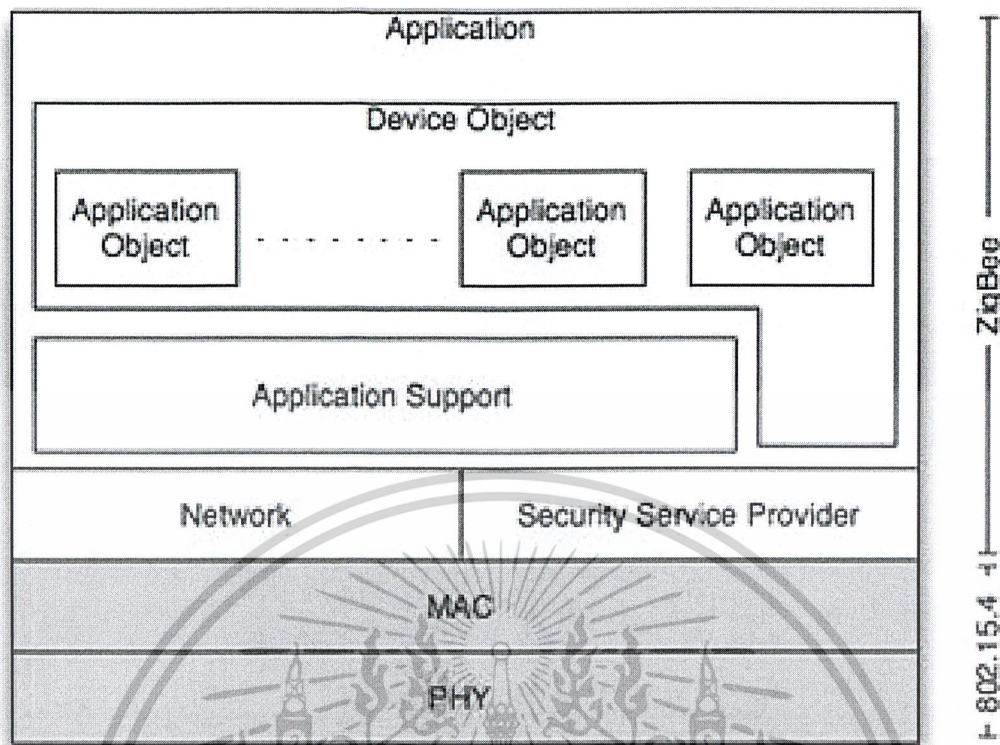 Application
Device Object
Application
Object
Application
Object
Application
Object
Application Support
Network
Security Service Provider
MAC
PHY
ZigBee
802.15.4